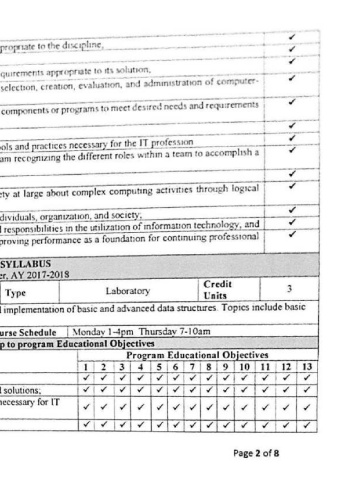 propriate to the discipline, ✓
✓
quirements appropriate to its solution, ✓
selection, creation, evaluation, and administration of computer- ✓
components or programs to meet desired needs and requirements ✓
✓
ols and practices necessary for the IT profession ✓
am recognizing the different roles within a team to accomplish a ✓
✓
ety at large about complex computing activities through logical ✓
dividuals, organization, and society; ✓
l responsibilities in the utilization of information technology, and ✓
proving performance as a foundation for continuing professional ✓
SYLLABUS
er, AY 2017-2018
Type Laboratory Credit Units 3
l implementation of basic and advanced data structures. Topics include basic
urse Schedule Monday 1-4pm Thursday 7-10am
p to program Educational Objectives
Program Educational Objectives
1 2 3 4 5 6 7 8 9 10 11 12 13
✓ ✓ ✓ ✓ ✓ ✓ ✓ ✓ ✓ ✓ ✓ ✓ ✓
l solutions; ✓ ✓ ✓ ✓ ✓ ✓ ✓ ✓ ✓ ✓ ✓ ✓ ✓
necessary for IT ✓ ✓ ✓ ✓ ✓ ✓ ✓ ✓ ✓ ✓ ✓ ✓ ✓
✓ ✓ ✓ ✓ ✓ ✓ ✓ ✓ ✓ ✓ ✓ ✓ ✓
Page 2 of 8